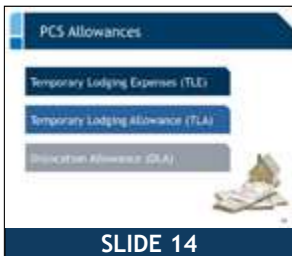 PCS Allowances
Temporary Lodging Expenses (TLE)
Temporary Lodging Allowance (TLA)
Dislocation Allowance (DLA)
SLIDE 14